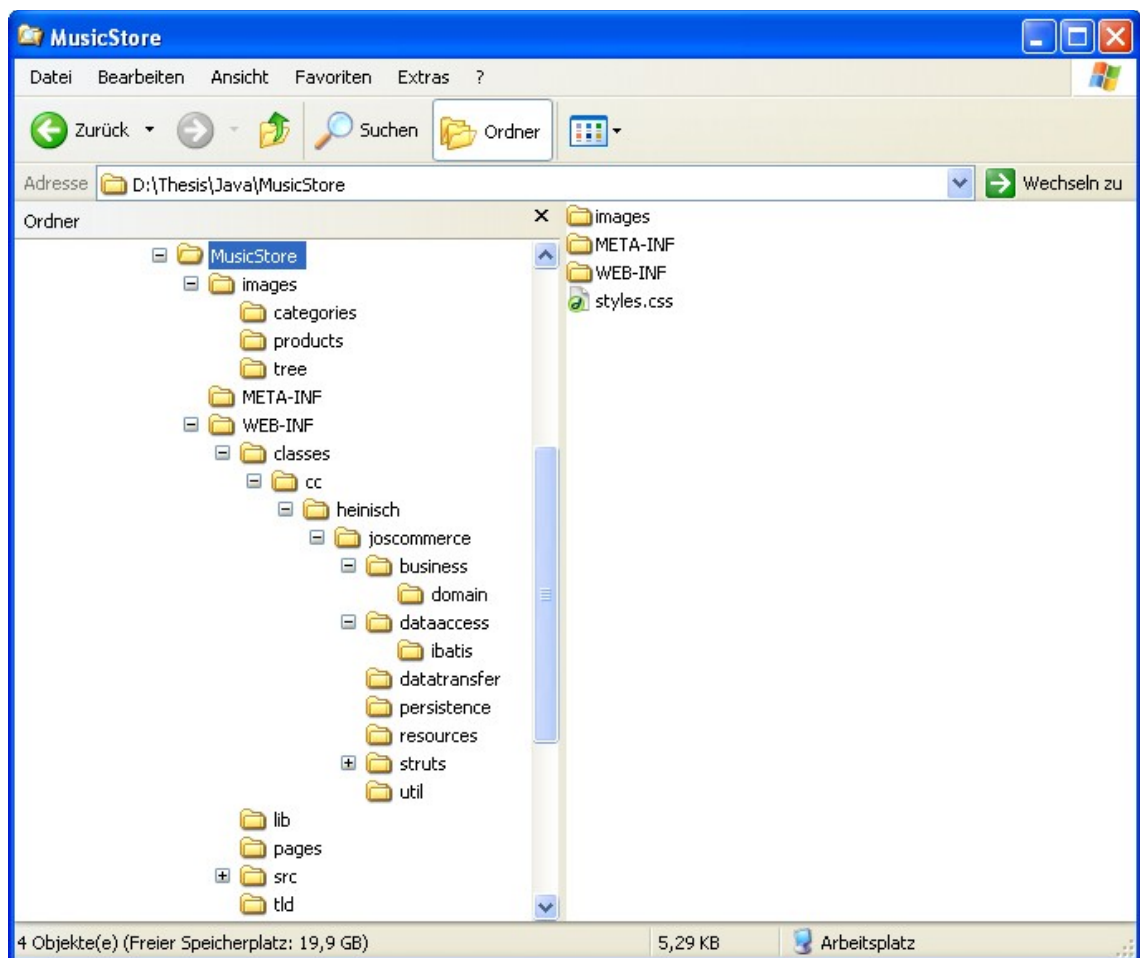 MusicStore
Datei Bearbeiten Ansicht Favoriten Extras ?
Zurück Suchen Ordner
Adresse D:\Thesis\Java\MusicStore Wechseln zu
Ordner
MusicStore
images
categories
products
tree
META-INF
WEB-INF
classes
cc
heinisch
joscommerce
business
domain
dataaccess
ibatis
datatransfer
persistence
resources
struts
util
lib
pages
src
tld
images
META-INF
WEB-INF
styles.css
4 Objekte(e) (Freier Speicherplatz: 19,9 GB) 5,29 KB Arbeitsplatz